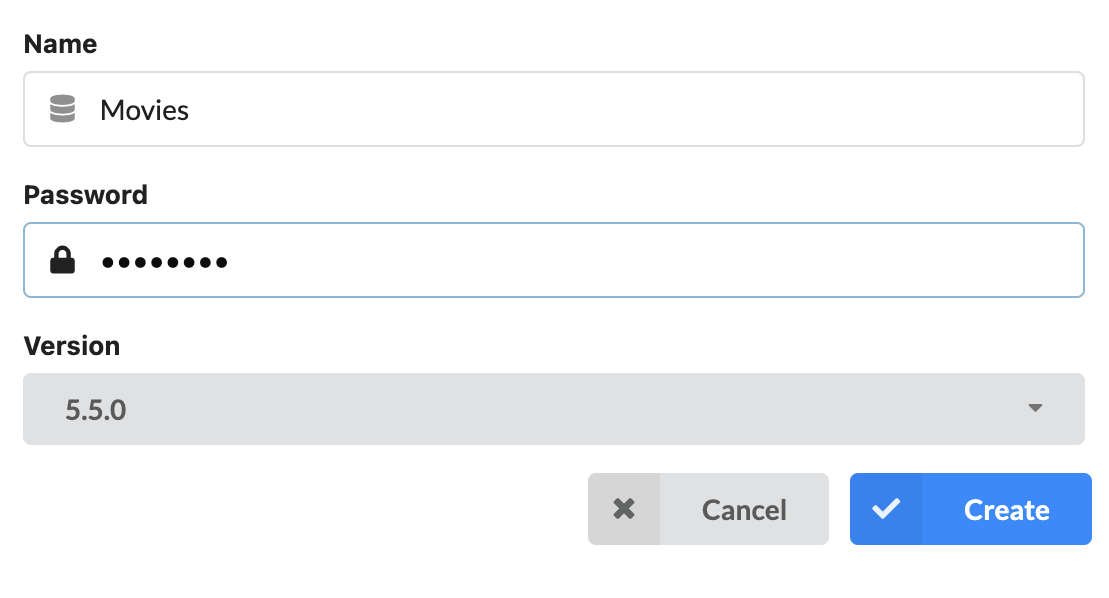 Name
Movies
Password
••••••••
Version
5.5.0
Cancel
Create